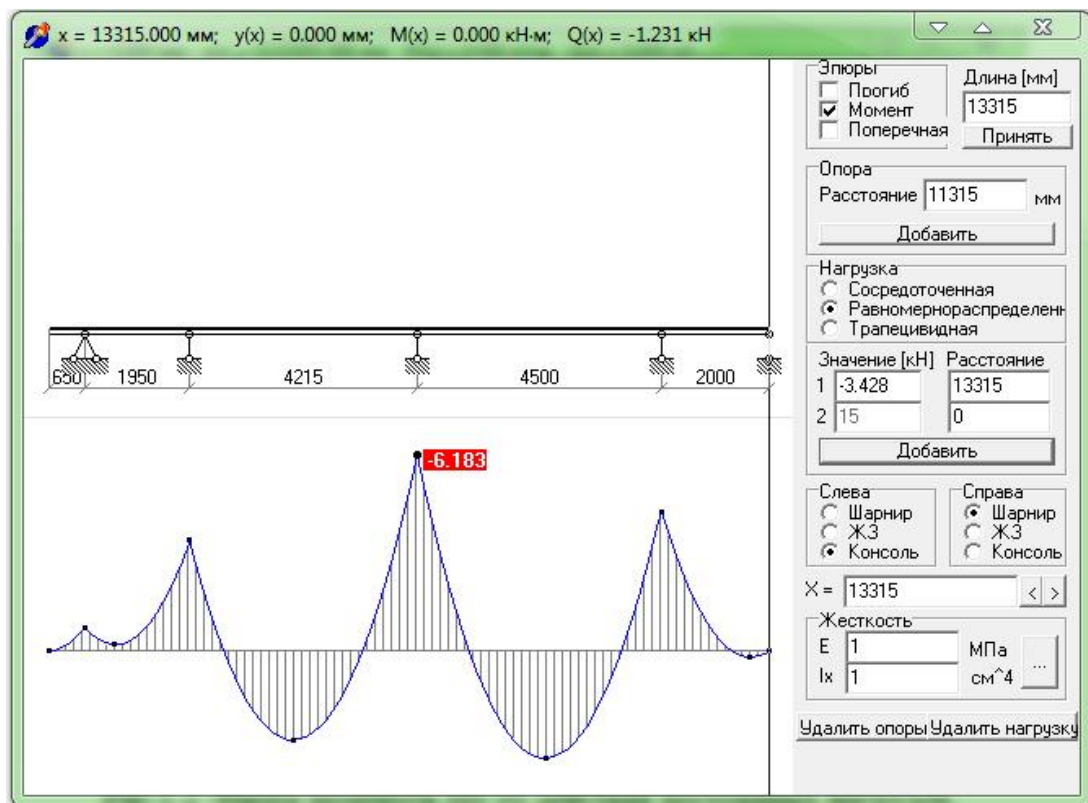 x = 13315.000 мм; y(x) = 0.000 мм; M(x) = 0.000 кН·м; Q(x) = -1.231 кН
Эпюры
Прогиб
Момент
Поперечная
Длина [мм]
13315
Принять
Опора
Расстояние 11315 мм
Добавить
Нагрузка
Сосредоточенная
Равномернораспределенн
Трапецивидная
Значение [кН] Расстояние
1 -3.428 13315
2 15 0
Добавить
Слева
Шарнир
ЖЗ
Консоль
Справа
Шарнир
ЖЗ
Консоль
X = 13315 < >
Жесткость
E 1 МПа
Ix 1 см^4 ...
Удалить опоры Удалить нагрузку
650 1950 4215 4500 2000
-6.183